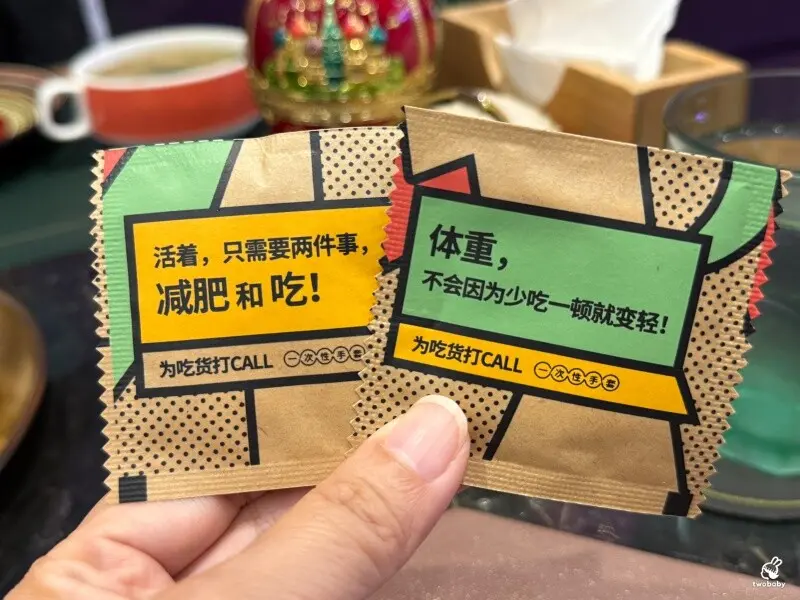 活着，只需要两件事，
减肥和吃！
为吃货打CALL 一次性手套
体重，
不会因为少吃一顿就变轻！
为吃货打CALL 一次性手套
twobaby